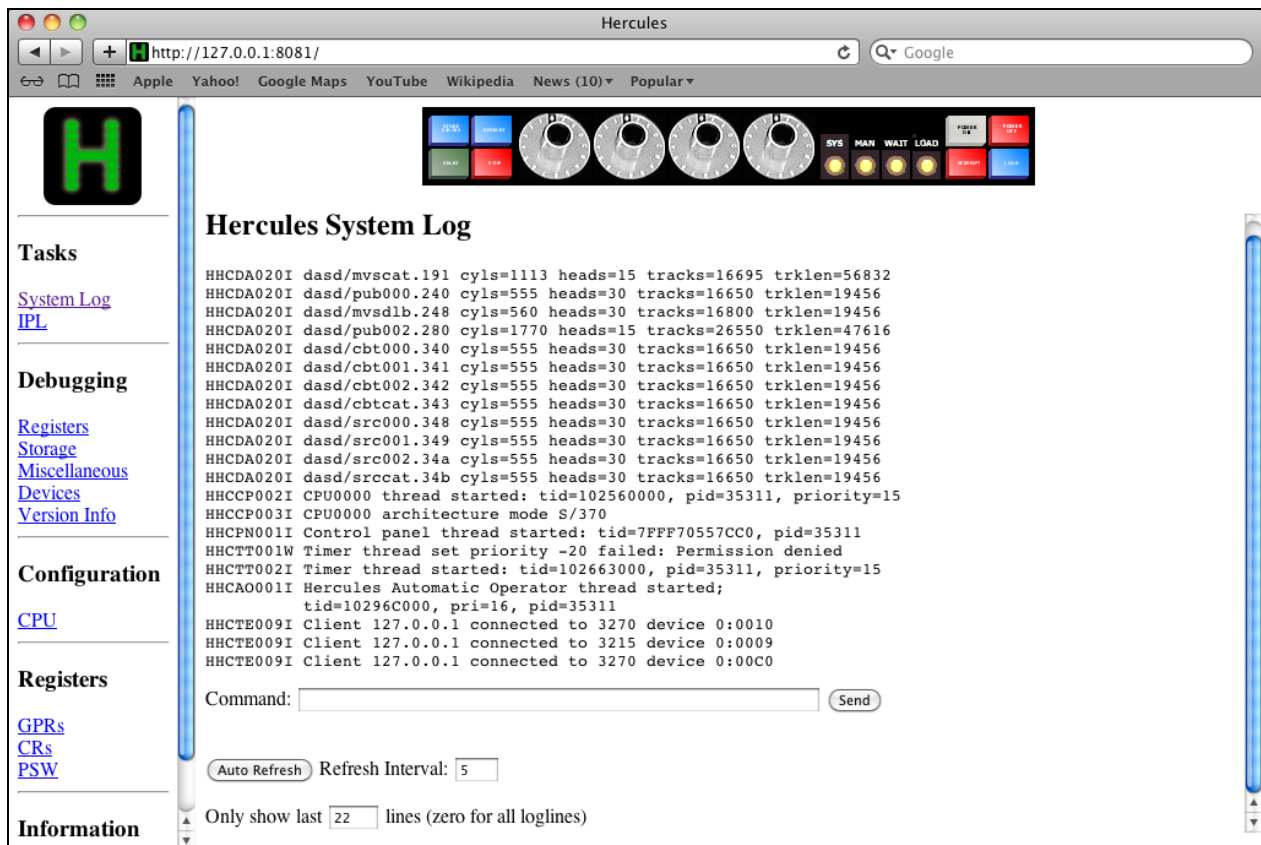 Hercules
http://127.0.0.1:8081/
Google
Apple Yahoo! Google Maps YouTube Wikipedia News (10) Popular
H
RESTART
START STOP
SYS MAN WAIT LOAD
POWER ON POWER OFF
INTERRUPT LOAD
Tasks
System Log
IPL
Debugging
Registers
Storage
Miscellaneous
Devices
Version Info
Configuration
CPU
Registers
GPRs
CRs
PSW
Information
Hercules System Log
HHCDA020I dasd/mvscat.191 cyls=1113 heads=15 tracks=16695 trklen=56832
HHCDA020I dasd/pub000.240 cyls=555 heads=30 tracks=16650 trklen=19456
HHCDA020I dasd/mvsdlb.248 cyls=560 heads=30 tracks=16800 trklen=19456
HHCDA020I dasd/pub002.280 cyls=1770 heads=15 tracks=26550 trklen=47616
HHCDA020I dasd/cbt000.340 cyls=555 heads=30 tracks=16650 trklen=19456
HHCDA020I dasd/cbt001.341 cyls=555 heads=30 tracks=16650 trklen=19456
HHCDA020I dasd/cbt002.342 cyls=555 heads=30 tracks=16650 trklen=19456
HHCDA020I dasd/cbtcat.343 cyls=555 heads=30 tracks=16650 trklen=19456
HHCDA020I dasd/src000.348 cyls=555 heads=30 tracks=16650 trklen=19456
HHCDA020I dasd/src001.349 cyls=555 heads=30 tracks=16650 trklen=19456
HHCDA020I dasd/src002.34a cyls=555 heads=30 tracks=16650 trklen=19456
HHCDA020I dasd/srccat.34b cyls=555 heads=30 tracks=16650 trklen=19456
HHCCP002I CPU0000 thread started: tid=102560000, pid=35311, priority=15
HHCCP003I CPU0000 architecture mode S/370
HHCPN001I Control panel thread started: tid=7FFF70557CC0, pid=35311
HHCTT001W Timer thread set priority -20 failed: Permission denied
HHCTT002I Timer thread started: tid=102663000, pid=35311, priority=15
HHCAO001I Hercules Automatic Operator thread started;
tid=10296C000, pri=16, pid=35311
HHCTE009I Client 127.0.0.1 connected to 3270 device 0:0010
HHCTE009I Client 127.0.0.1 connected to 3215 device 0:0009
HHCTE009I Client 127.0.0.1 connected to 3270 device 0:00C0
Command: Send
Auto Refresh Refresh Interval: 5
Only show last 22 lines (zero for all loglines)